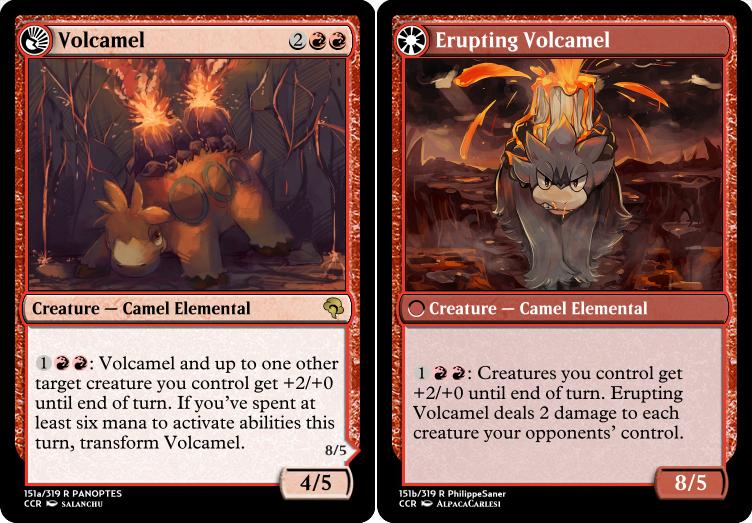 Volcamel 2
Creature — Camel Elemental
1 : Volcamel and up to one other
target creature you control get +2/+0
until end of turn. If you've spent at
least six mana to activate abilities this
turn, transform Volcamel.
8/5
4/5
151a/319 R PANOPTES
CCR SALANCHU
Erupting Volcamel
Creature — Camel Elemental
1 : Creatures you control get
+2/+0 until end of turn. Erupting
Volcamel deals 2 damage to each
creature your opponents' control.
8/5
151b/319 R PhilippeSaner
CCR AlpacaCarlesi